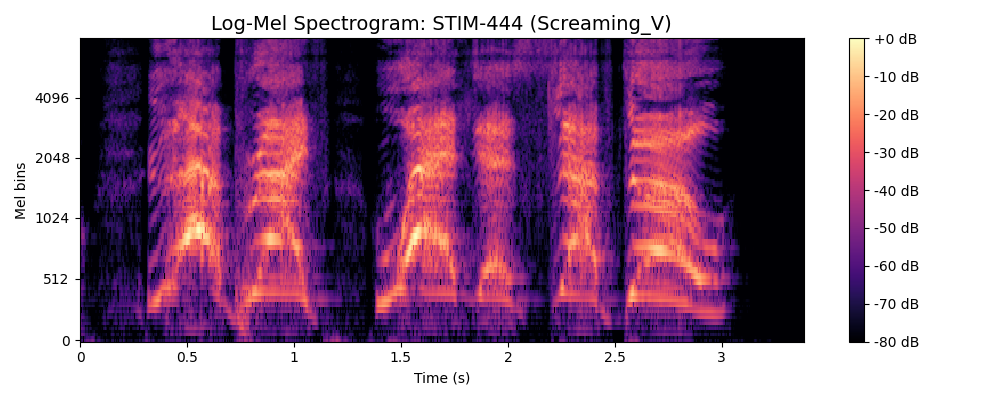 Log-Mel Spectrogram: STIM-444 (Screaming_V)
+0 dB
-10 dB
-20 dB
-30 dB
-40 dB
-50 dB
-60 dB
-70 dB
-80 dB
Mel bins
4096
2048
1024
512
0
0 0.5 1 1.5 2 2.5 3
Time (s)